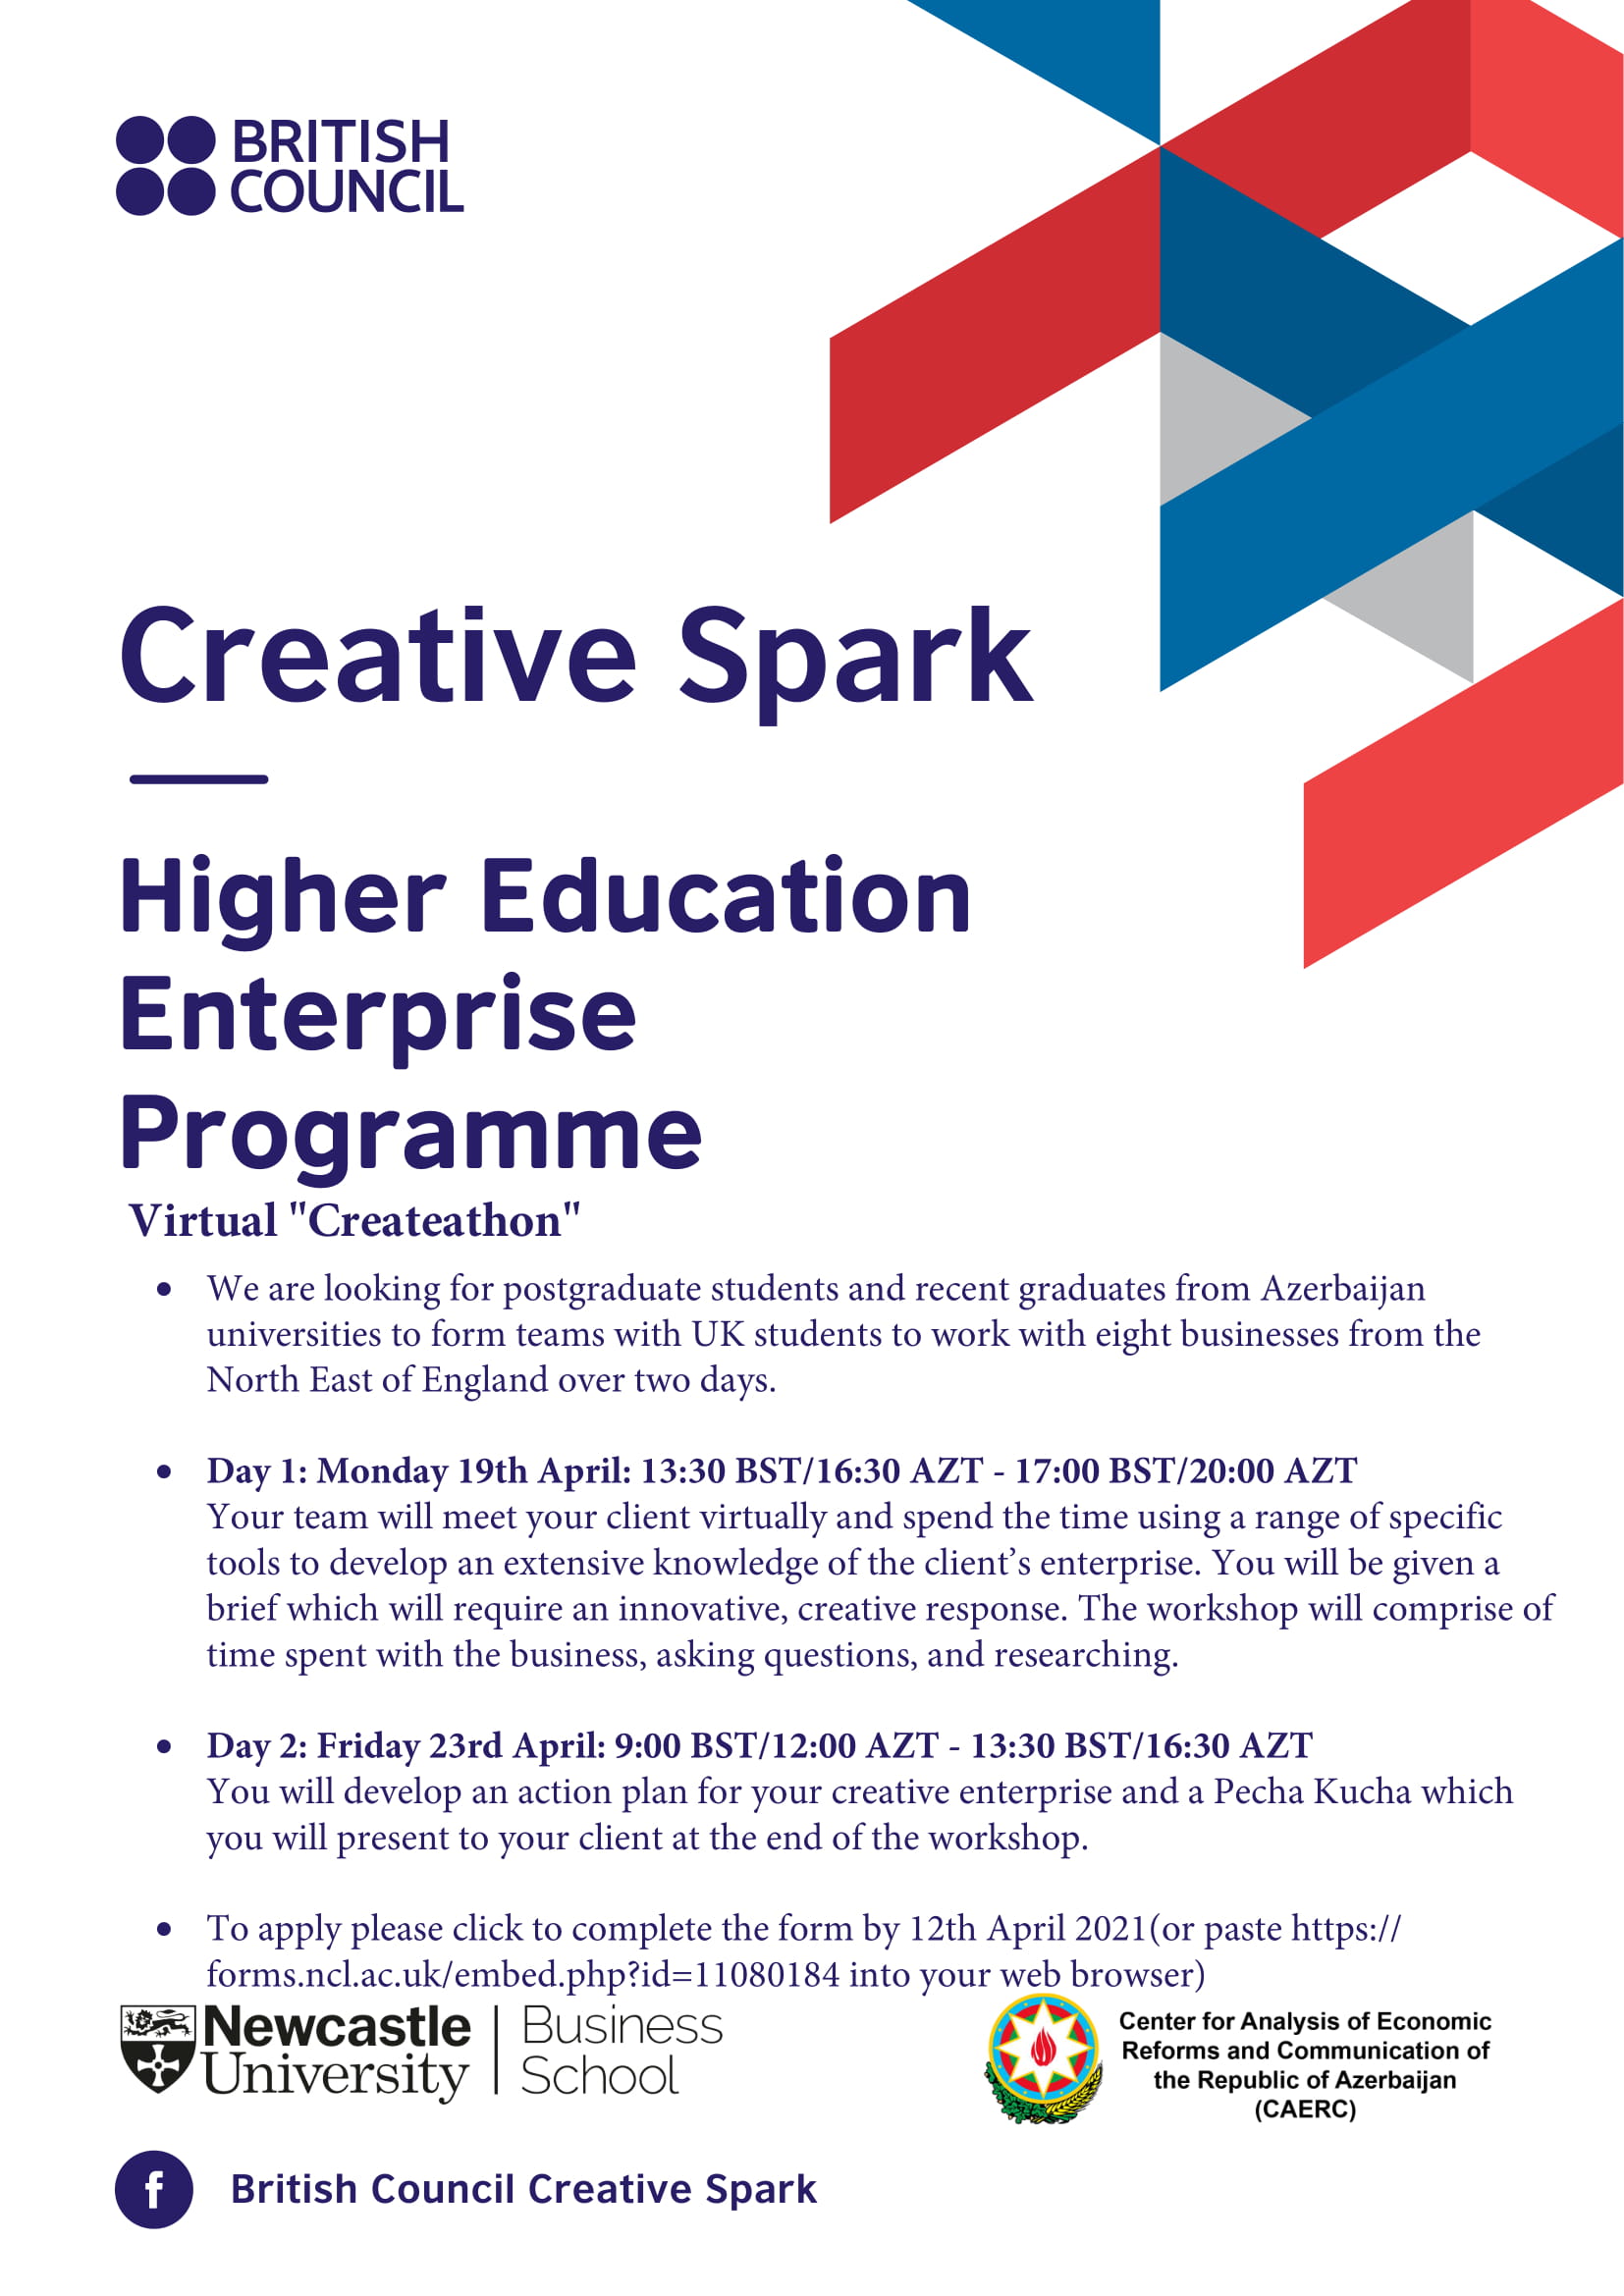 BRITISH
COUNCIL
Creative Spark
Higher Education
Enterprise
Programme
Virtual "Createathon"
• We are looking for postgraduate students and recent graduates from Azerbaijan
universities to form teams with UK students to work with eight businesses from the
North East of England over two days.
• Day 1: Monday 19th April: 13:30 BST/16:30 AZT - 17:00 BST/20:00 AZT
Your team will meet your client virtually and spend the time using a range of specific
tools to develop an extensive knowledge of the client’s enterprise. You will be given a
brief which will require an innovative, creative response. The workshop will comprise of
time spent with the business, asking questions, and researching.
• Day 2: Friday 23rd April: 9:00 BST/12:00 AZT - 13:30 BST/16:30 AZT
You will develop an action plan for your creative enterprise and a Pecha Kucha which
you will present to your client at the end of the workshop.
• To apply please click to complete the form by 12th April 2021(or paste https://
forms.ncl.ac.uk/embed.php?id=11080184 into your web browser)
Newcastle
University
Business
School
Center for Analysis of Economic
Reforms and Communication of
the Republic of Azerbaijan
(CAERC)
f British Council Creative Spark